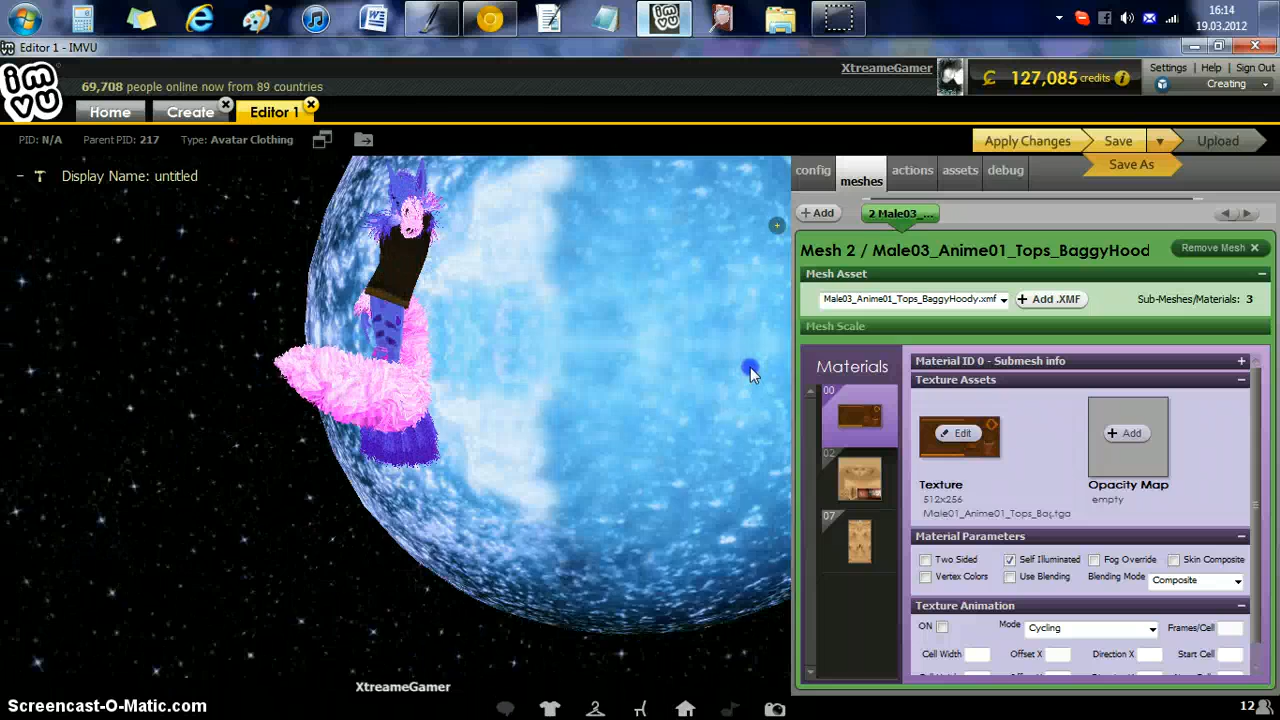 16:14
19.03.2012
Editor 1 - IMVU
imvu
69,708 people online now from 89 countries
XtreameGamer
127,085 credits
Settings Help Sign Out
Creating
Home Create Editor 1
PID: N/A Parent PID: 217 Type: Avatar Clothing
Apply Changes Save Upload
Save As
Display Name: untitled
config meshes actions assets debug
+ Add
2 Male03_...
Mesh 2 / Male03_Anime01_Tops_BaggyHood
Remove Mesh
Mesh Asset
Male03_Anime01_Tops_BaggyHoody.xmf
+ Add .XMF
Sub-Meshes/Materials: 3
Mesh Scale
Materials
00
02
07
Material ID 0 - Submesh info
Texture Assets
Edit
+ Add
Texture
512x256
Opacity Map
empty
Material Parameters
Two Sided Self Illuminated Fog Override Skin Composite
Vertex Colors Use Blending Blending Mode Composite
Texture Animation
ON Mode Cycling Frames/Cell
Cell Width Offset X Direction X Start Cell
XtreameGamer
Screencast-O-Matic.com
12